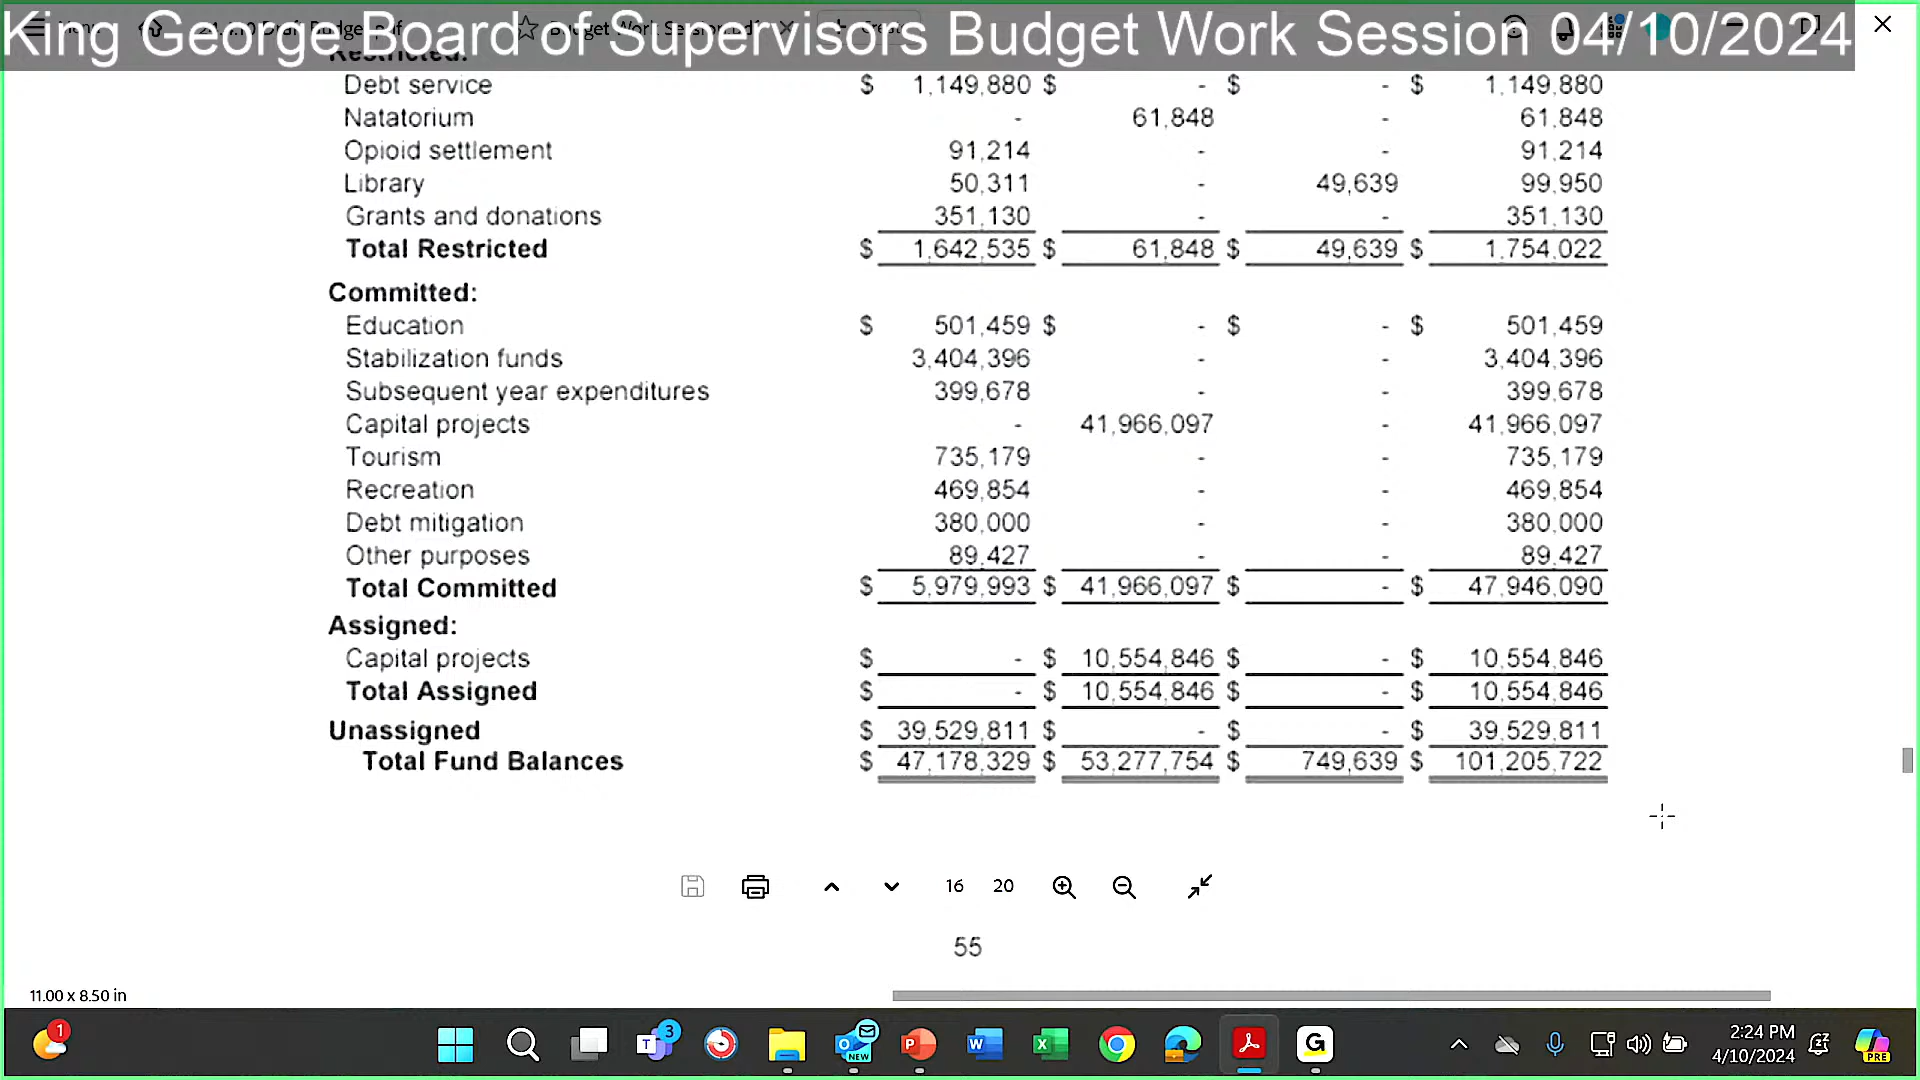 King George Board of Supervisors Budget Work Session 04/10/2024
Restricted:
Debt service $ 1,149,880 $ - $ - $ 1,149,880
Natatorium - 61,848 - 61,848
Opioid settlement 91,214 - - 91,214
Library 50,311 - 49,639 99,950
Grants and donations 351,130 - - 351,130
Total Restricted $ 1,642,535 $ 61,848 $ 49,639 $ 1,754,022
Committed:
Education $ 501,459 $ - $ - $ 501,459
Stabilization funds 3,404,396 - - 3,404,396
Subsequent year expenditures 399,678 - - 399,678
Capital projects - 41,966,097 - 41,966,097
Tourism 735,179 - - 735,179
Recreation 469,854 - - 469,854
Debt mitigation 380,000 - - 380,000
Other purposes 89,427 - - 89,427
Total Committed $ 5,979,993 $ 41,966,097 $ - $ 47,946,090
Assigned:
Capital projects $ - $ 10,554,846 $ - $ 10,554,846
Total Assigned $ - $ 10,554,846 $ - $ 10,554,846
Unassigned $ 39,529,811 $ - $ - $ 39,529,811
Total Fund Balances $ 47,178,329 $ 53,277,754 $ 749,639 $ 101,205,722
16 20
55
11.00 x 8.50 in
1
3
NEW
2:24 PM
4/10/2024
PRE